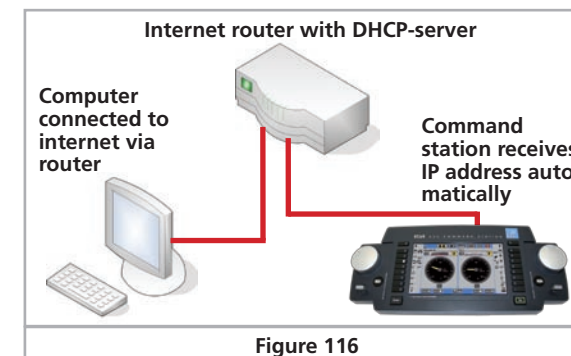 Internet router with DHCP-server
Computer
connected to
internet via
router
Command
station receives
IP address auto
matically
Figure 116